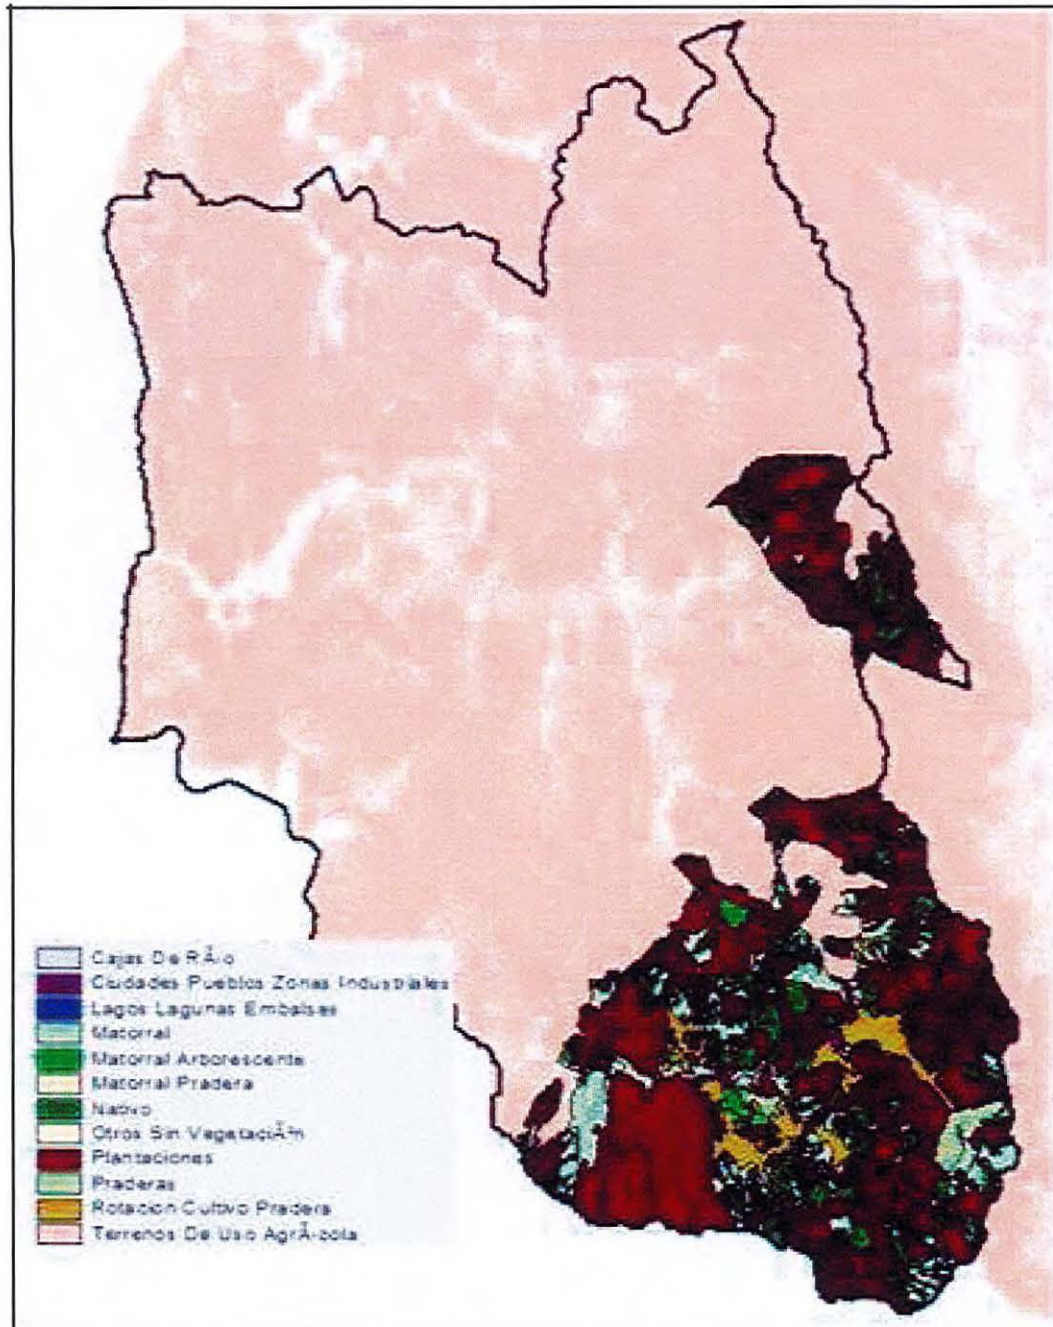 Cajas De RÃ­o
Ciudades Pueblos Zonas Industriales
Lagos Lagunas Embalses
Matorral
Matorral Arborescente
Matorral Pradera
Nativo
Otros Sin VegetaciÃ³n
Plantaciones
Praderas
Rotacion Cultivo Pradera
Terrenos De Uso AgrÃ­cola